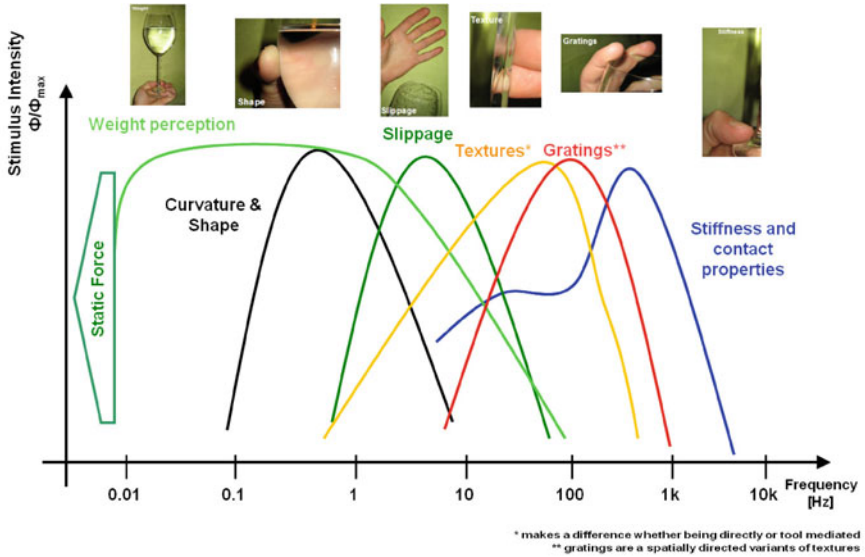 Weight
Shape
Slippage
Texture
Gratings
Stiffness
Stimulus Intensity
Φ/Φmax
Weight perception
Slippage
Textures*
Gratings**
Curvature &
Shape
Stiffness and
contact
properties
Static Force
0.01
0.1
1
10
100
1k
10k
Frequency
[Hz]
* makes a difference whether being directly or tool mediated
** gratings are a spatially directed variants of textures